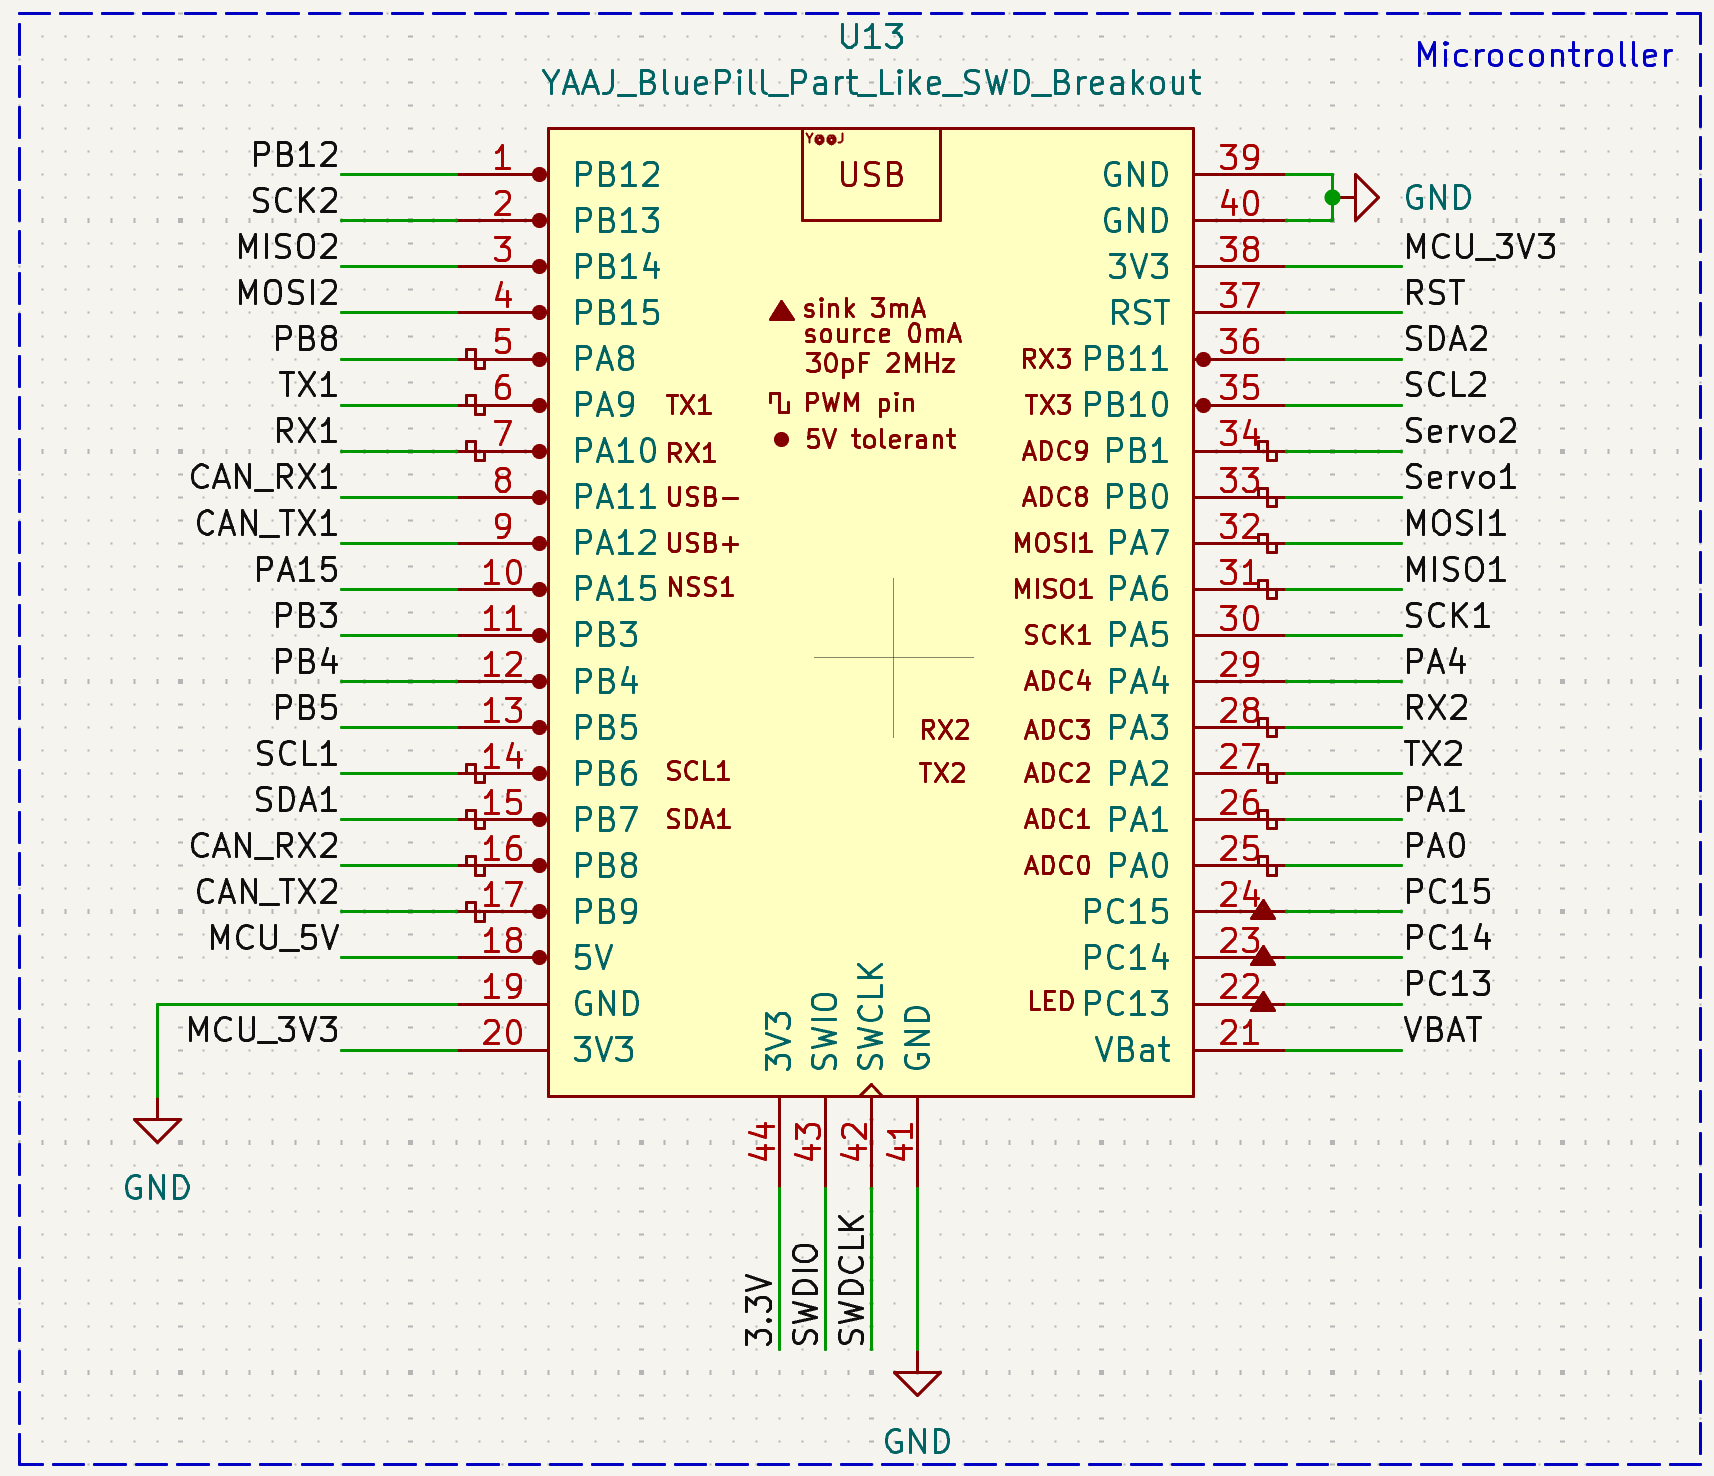 U13
Microcontroller
YAAJ_BluePill_Part_Like_SWD_Breakout
YaaJ
USB
PB12 1 PB12
SCK2 2 PB13
MISO2 3 PB14
MOSI2 4 PB15
PB8 5 PA8
TX1 6 PA9 TX1
RX1 7 PA10 RX1
CAN_RX1 8 PA11 USB-
CAN_TX1 9 PA12 USB+
PA15 10 PA15 NSS1
PB3 11 PB3
PB4 12 PB4
PB5 13 PB5
SCL1 14 PB6 SCL1
SDA1 15 PB7 SDA1
CAN_RX2 16 PB8
CAN_TX2 17 PB9
MCU_5V 18 5V
19 GND
MCU_3V3 20 3V3
GND
sink 3mA
source 0mA
30pF 2MHz
PWM pin
5V tolerant
GND 39
GND 40
GND
3V3 38 MCU_3V3
RST 37 RST
RX3 PB11 36 SDA2
TX3 PB10 35 SCL2
ADC9 PB1 34 Servo2
ADC8 PB0 33 Servo1
MOSI1 PA7 32 MOSI1
MISO1 PA6 31 MISO1
SCK1 PA5 30 SCK1
ADC4 PA4 29 PA4
RX2 ADC3 PA3 28 RX2
TX2 ADC2 PA2 27 TX2
ADC1 PA1 26 PA1
ADC0 PA0 25 PA0
PC15 24 PC15
PC14 23 PC14
LED PC13 22 PC13
VBat 21 VBAT
3V3 44 3.3V
SWIO 43 SWDIO
SWCLK 42 SWDCLK
GND 41
GND